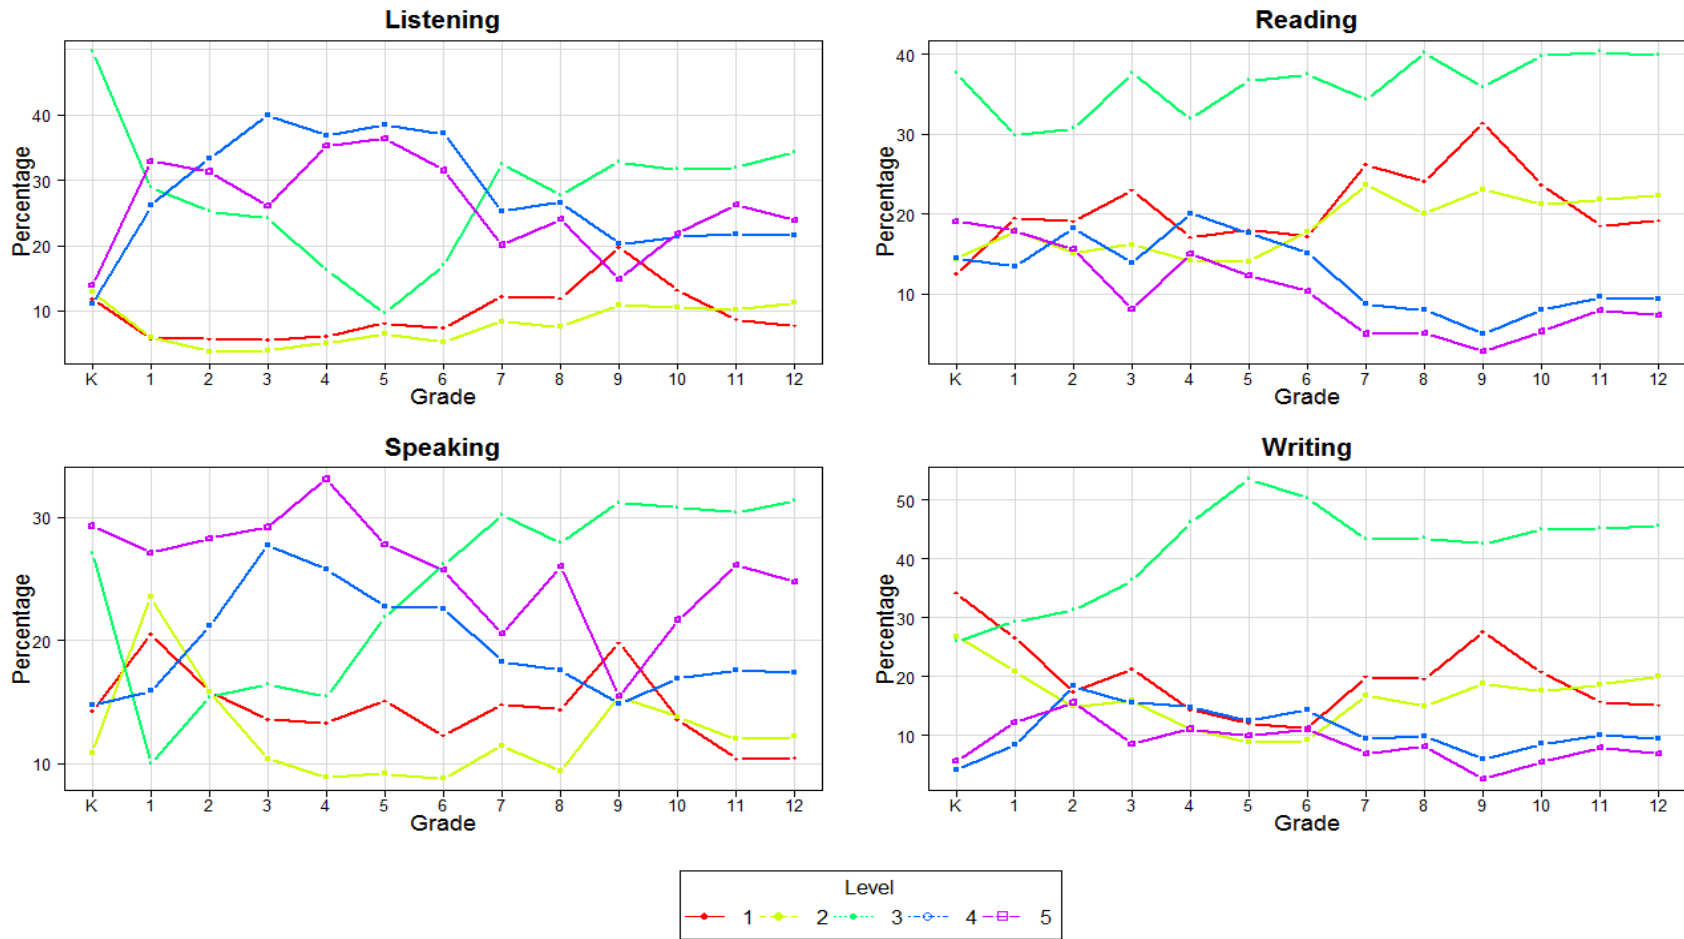 Listening
Percentage
40
30
20
10
K 1 2 3 4 5 6 7 8 9 10 11 12
Grade
Reading
Percentage
40
30
20
10
K 1 2 3 4 5 6 7 8 9 10 11 12
Grade
Speaking
Percentage
30
20
10
K 1 2 3 4 5 6 7 8 9 10 11 12
Grade
Writing
Percentage
50
40
30
20
10
K 1 2 3 4 5 6 7 8 9 10 11 12
Grade
Level
1 2 3 4 5